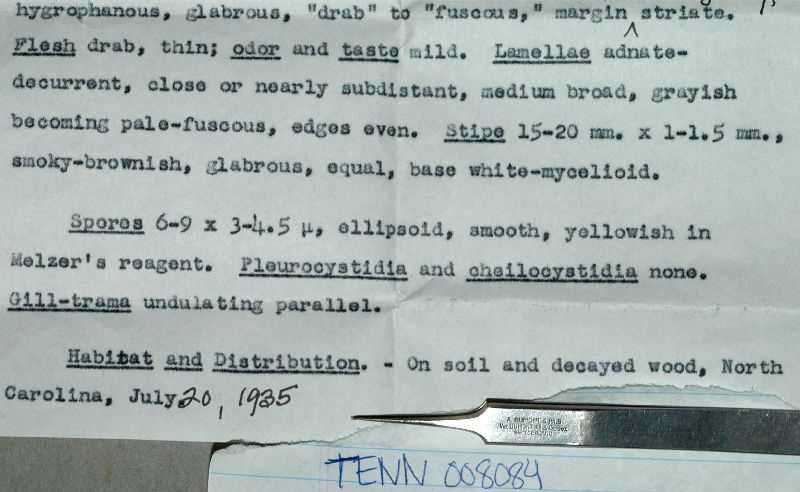 hygrophanous, glabrous, "drab" to "fuscous," margin striate.
Flesh drab, thin; odor and taste mild. Lamellae adnate-
decurrent, close or nearly subdistant, medium broad, grayish
becoming pale-fuscous, edges even. Stipe 15-20 mm. x 1-1.5 mm.,
smoky-brownish, glabrous, equal, base white-mycelioid.
Spores 6-9 x 3-4.5 µ, ellipsoid, smooth, yellowish in
Melzer's reagent. Pleurocystidia and cheilocystidia none.
Gill-trama undulating parallel.
Habitat and Distribution. - On soil and decayed wood, North
Carolina, July 20, 1935
TENN 008084